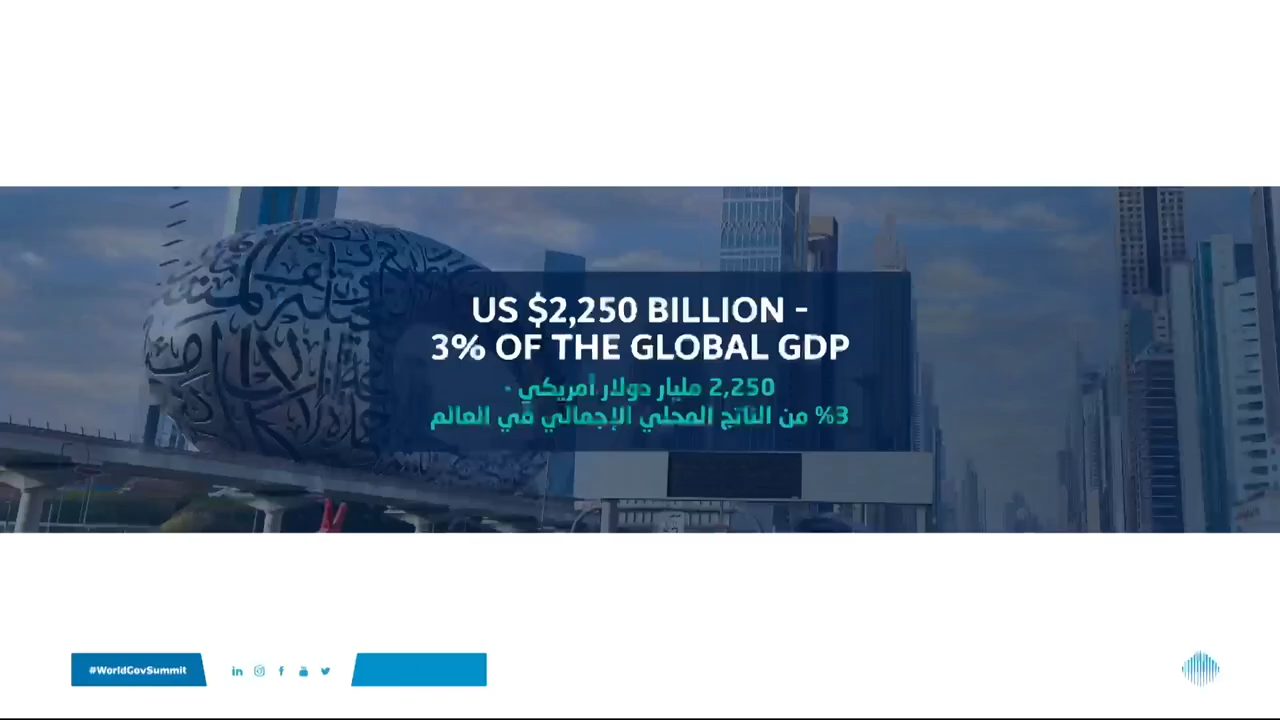 US $2,250 BILLION -
3% OF THE GLOBAL GDP
2,250 مليار دولار أمريكي -
3% من الناتج المحلي الإجمالي في العالم
#WorldGovSummit